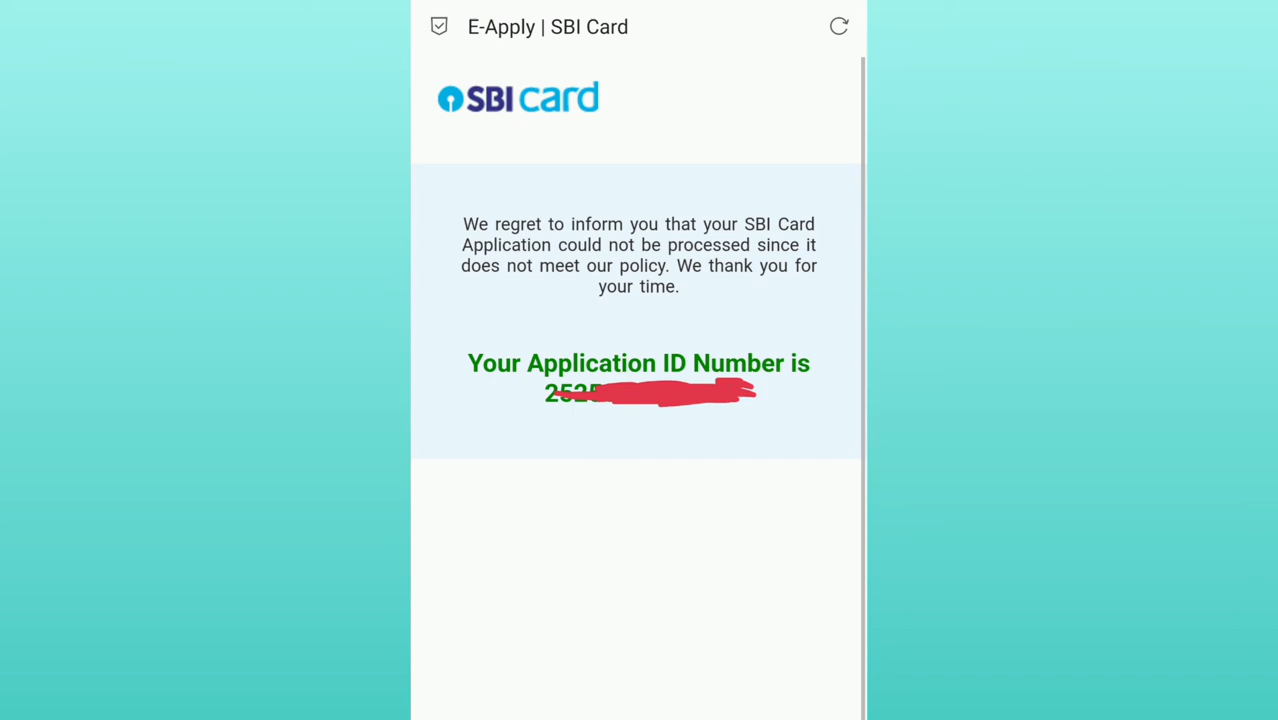 E-Apply | SBI Card
SBI card
We regret to inform you that your SBI Card
Application could not be processed since it
does not meet our policy. We thank you for
your time.
Your Application ID Number is
2525